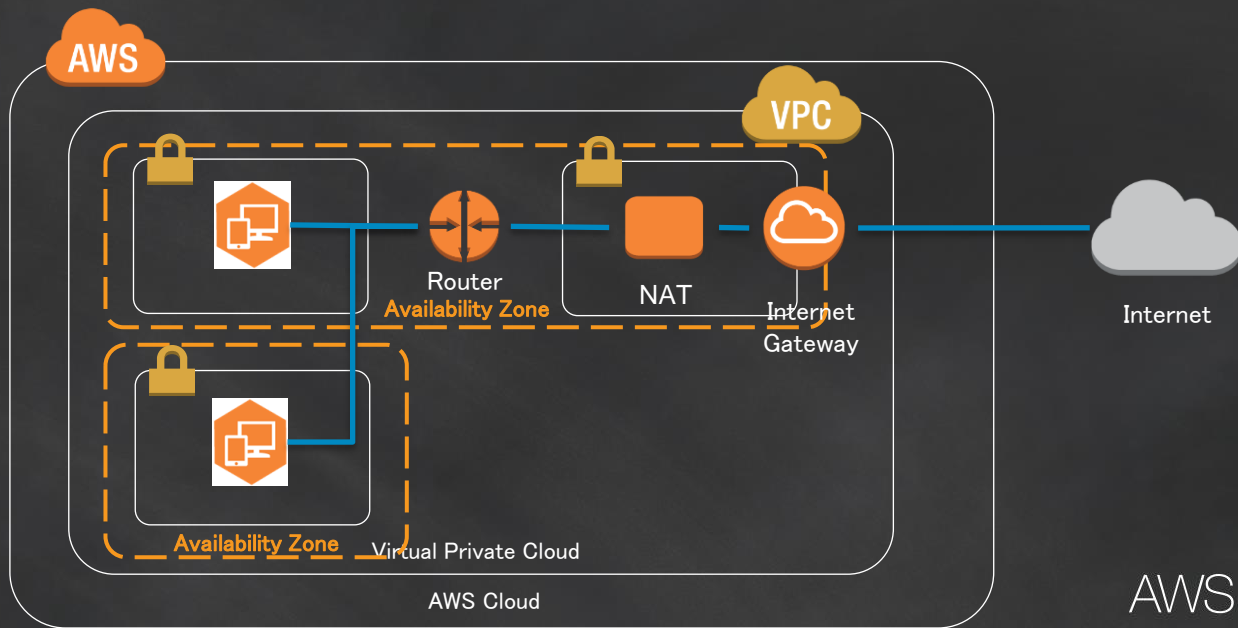 AWS
VPC
Router
Availability Zone
NAT
Internet
Gateway
Internet
Availability Zone
Virtual Private Cloud
AWS Cloud
AWS